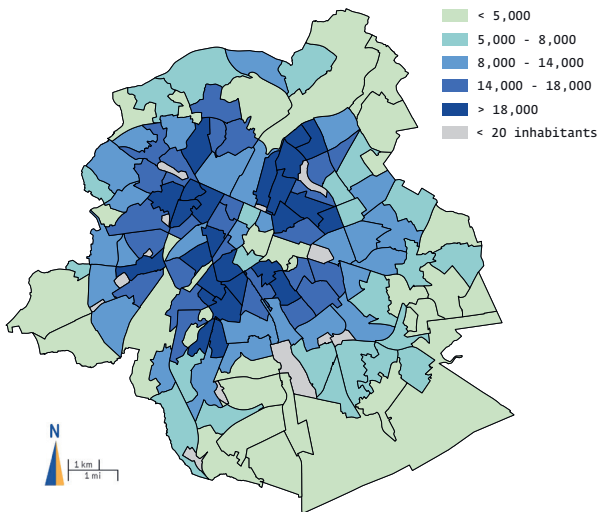 < 5,000
5,000 - 8,000
8,000 - 14,000
14,000 - 18,000
> 18,000
< 20 inhabitants
N
1 km
1 mi